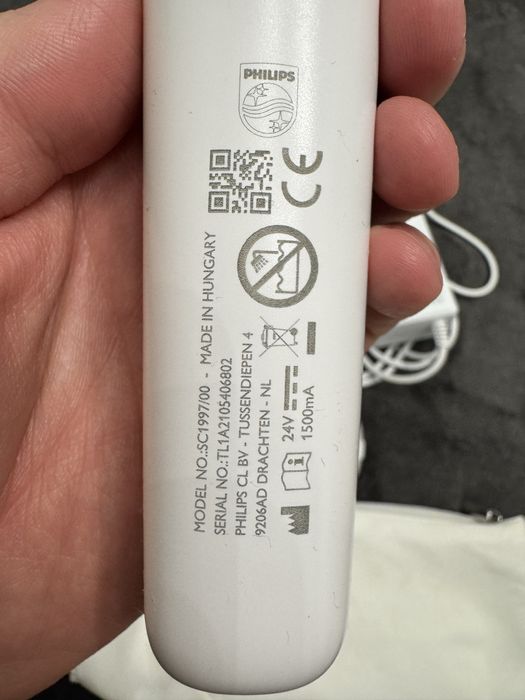 PHILIPS
CE
MODEL NO.:SC1997/00 - MADE IN HUNGARY
SERIAL NO.:TL1A2105406802
PHILIPS CL BV - TUSSENDIEPEN 4
9206AD DRACHTEN - NL
24V
1500mA